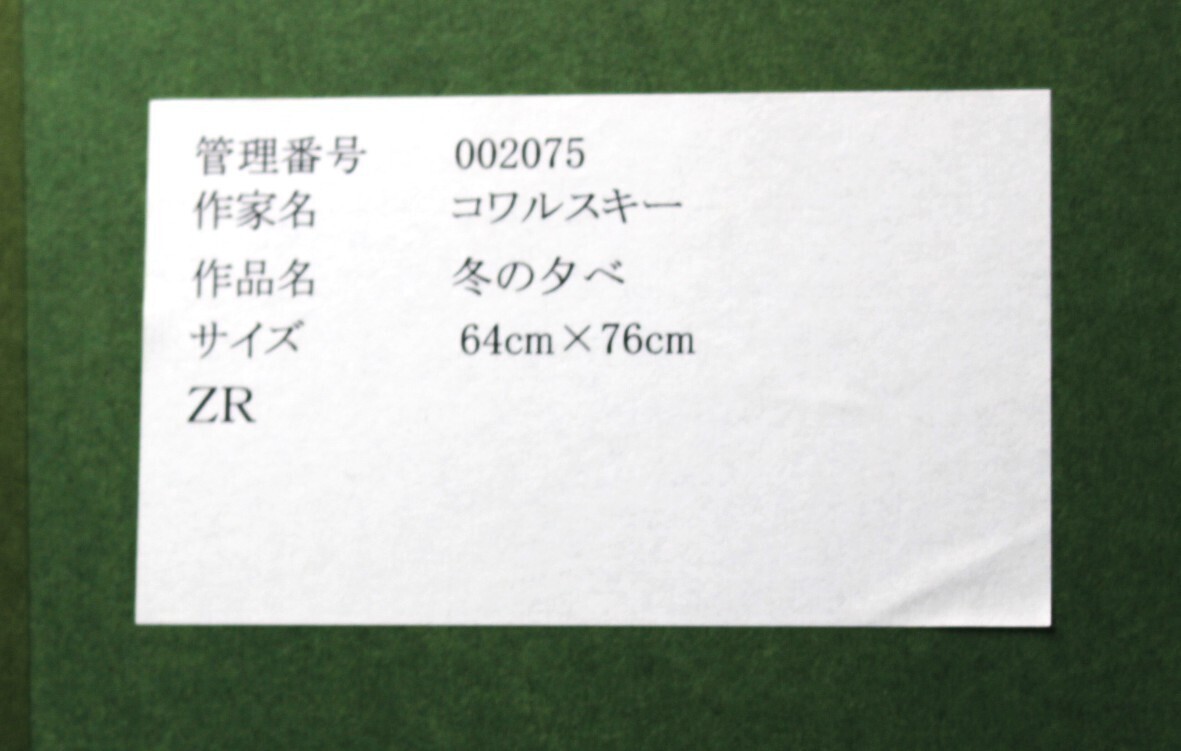 管理番号 002075
作家名 コワルスキー
作品名 冬の夕べ
サイズ 64cm×76cm
ZR